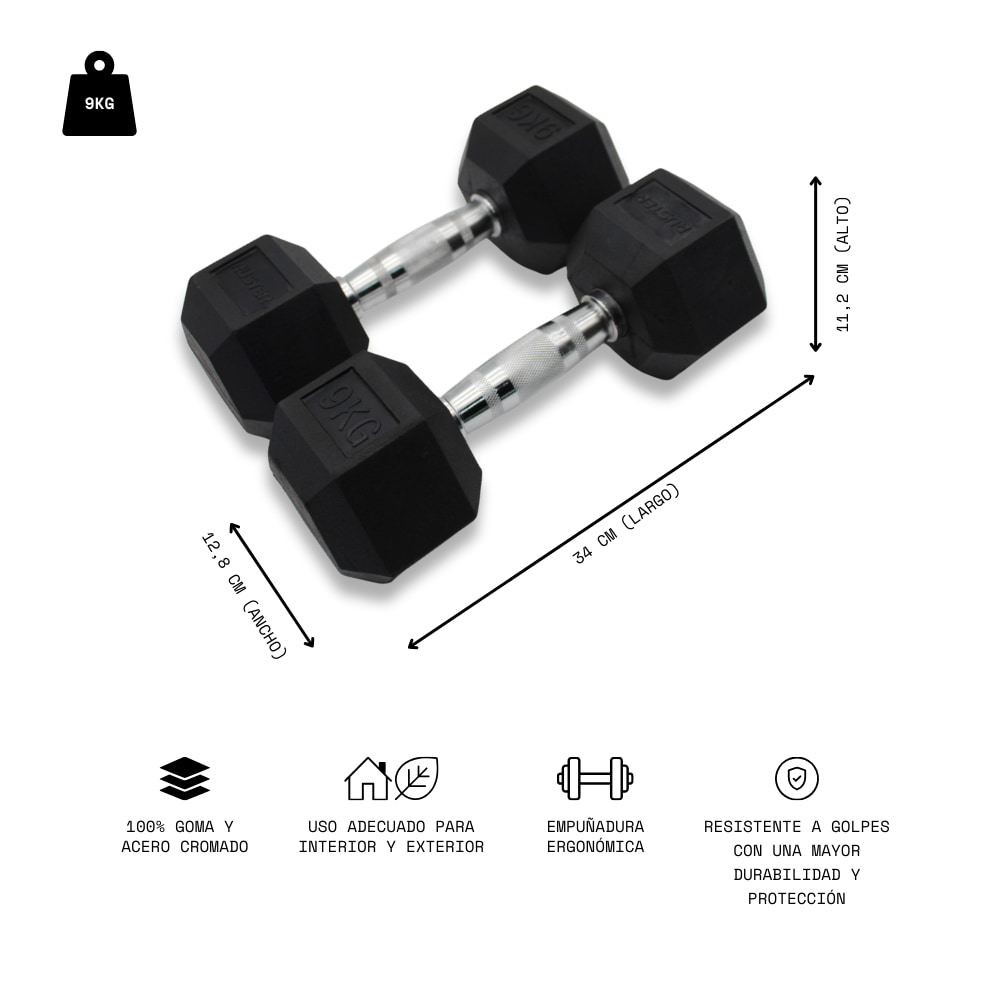 9KG
9KG
9KG
11,2 CM (ALTO)
34 CM (LARGO)
12,8 CM (ANCHO)
100% GOMA Y
ACERO CROMADO
USO ADECUADO PARA
INTERIOR Y EXTERIOR
EMPUÑADURA
ERGONÓMICA
RESISTENTE A GOLPES
CON UNA MAYOR
DURABILIDAD Y
PROTECCIÓN